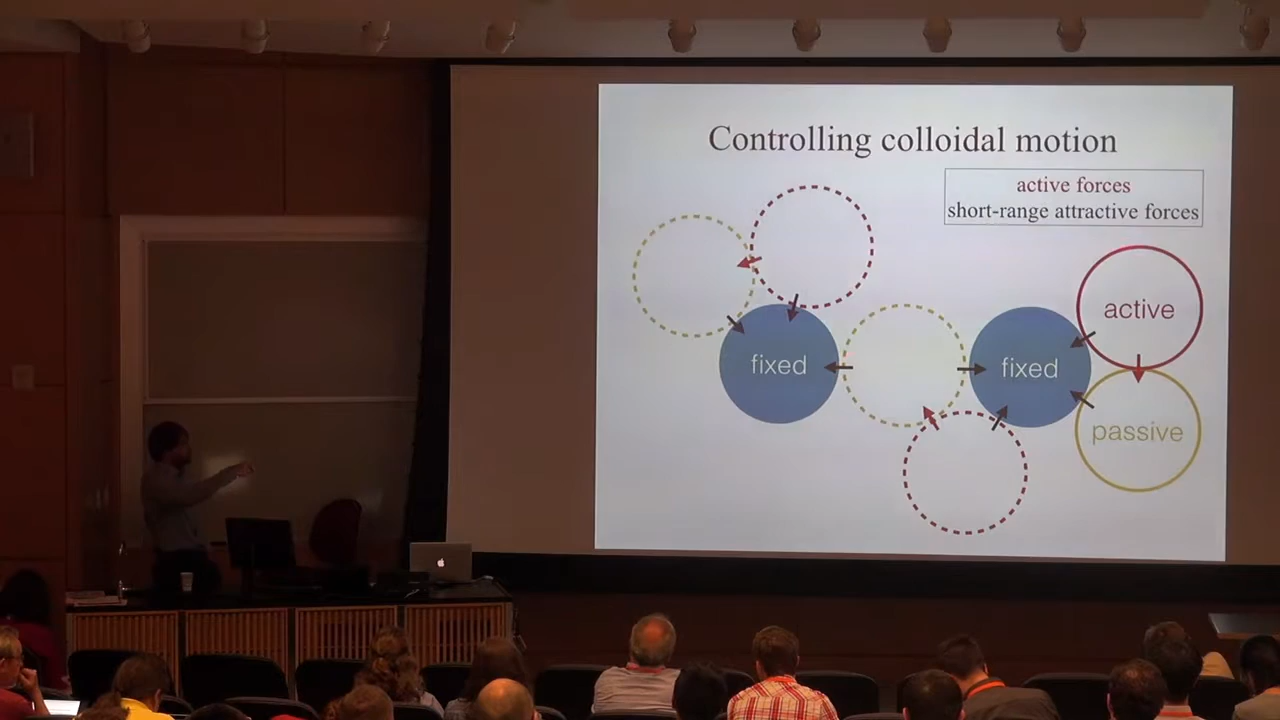 Controlling colloidal motion
active forces
short-range attractive forces
active
fixed
fixed
passive